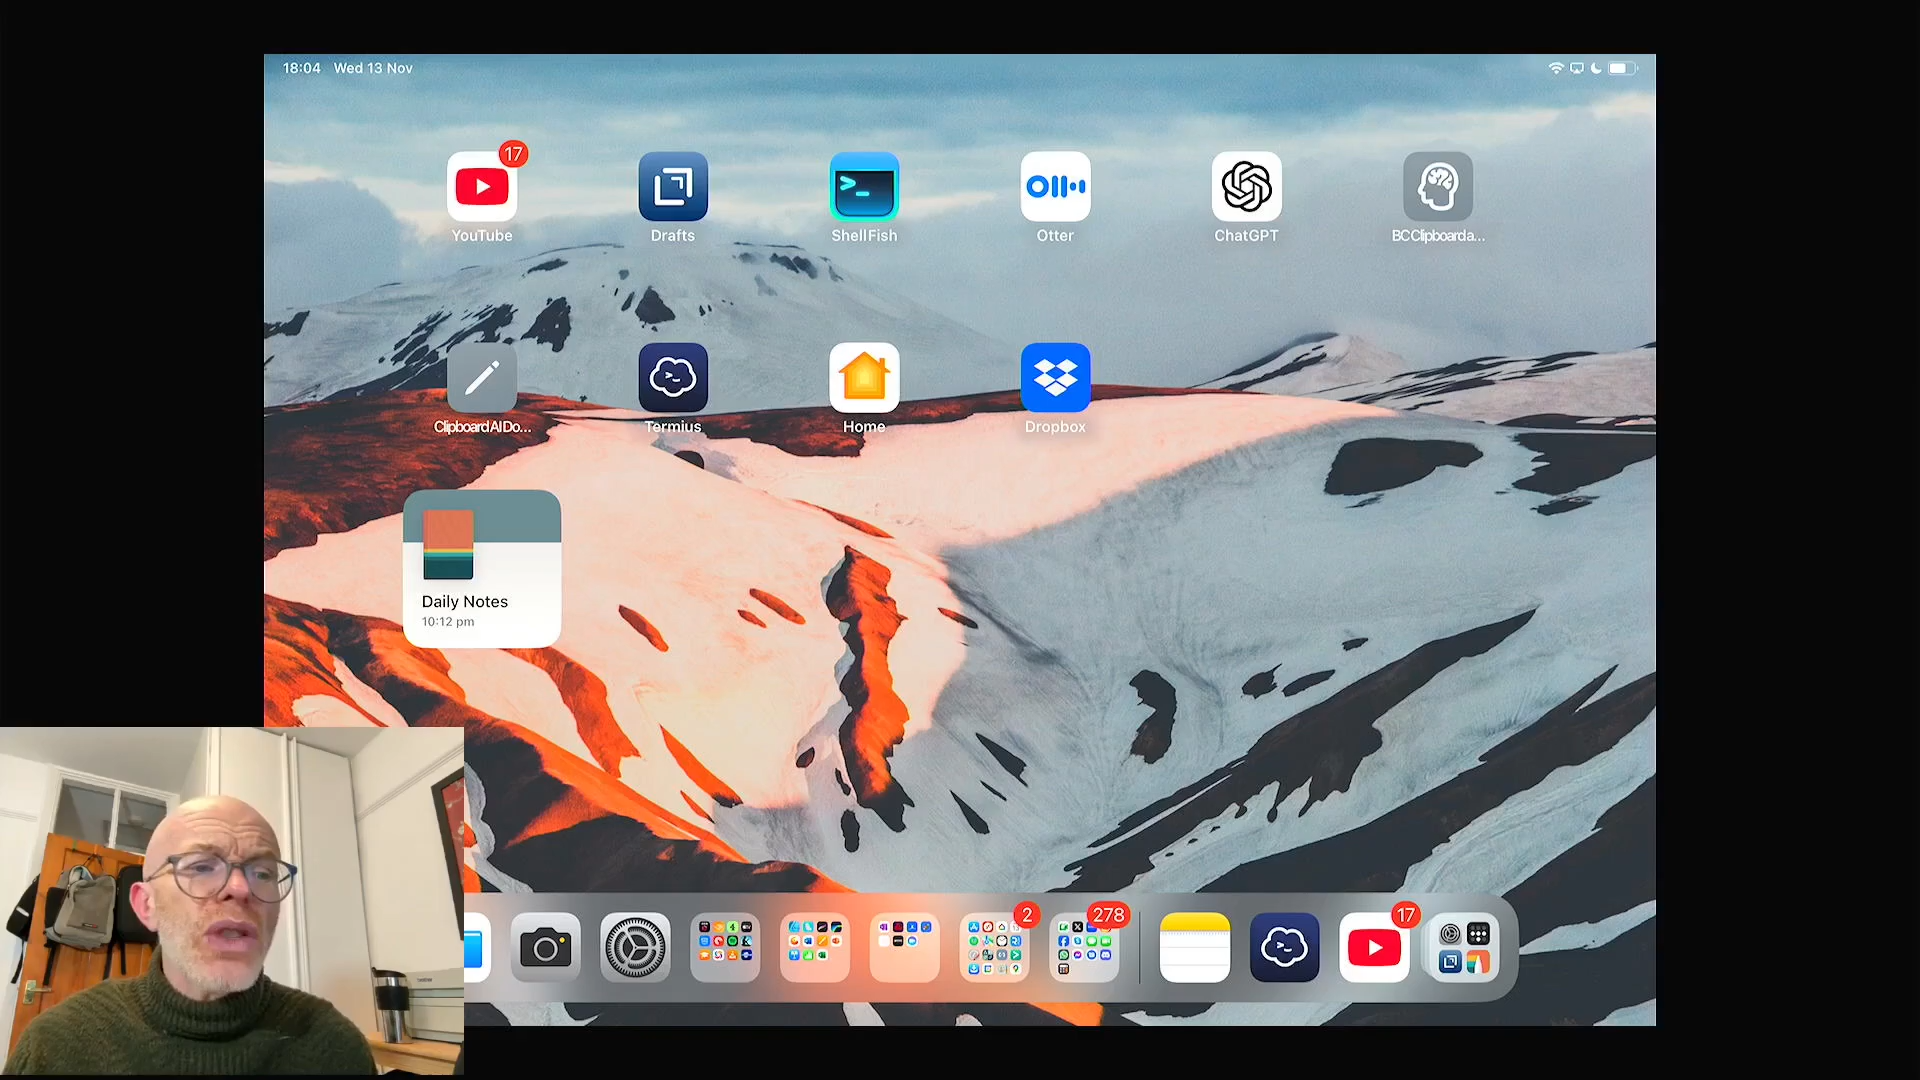 18:04 Wed 13 Nov
17
YouTube
Drafts
ShellFish
Otter
ChatGPT
BCClipboarda...
ClipboardAIDo...
Termius
Home
Dropbox
Daily Notes
10:12 pm
2
278
17